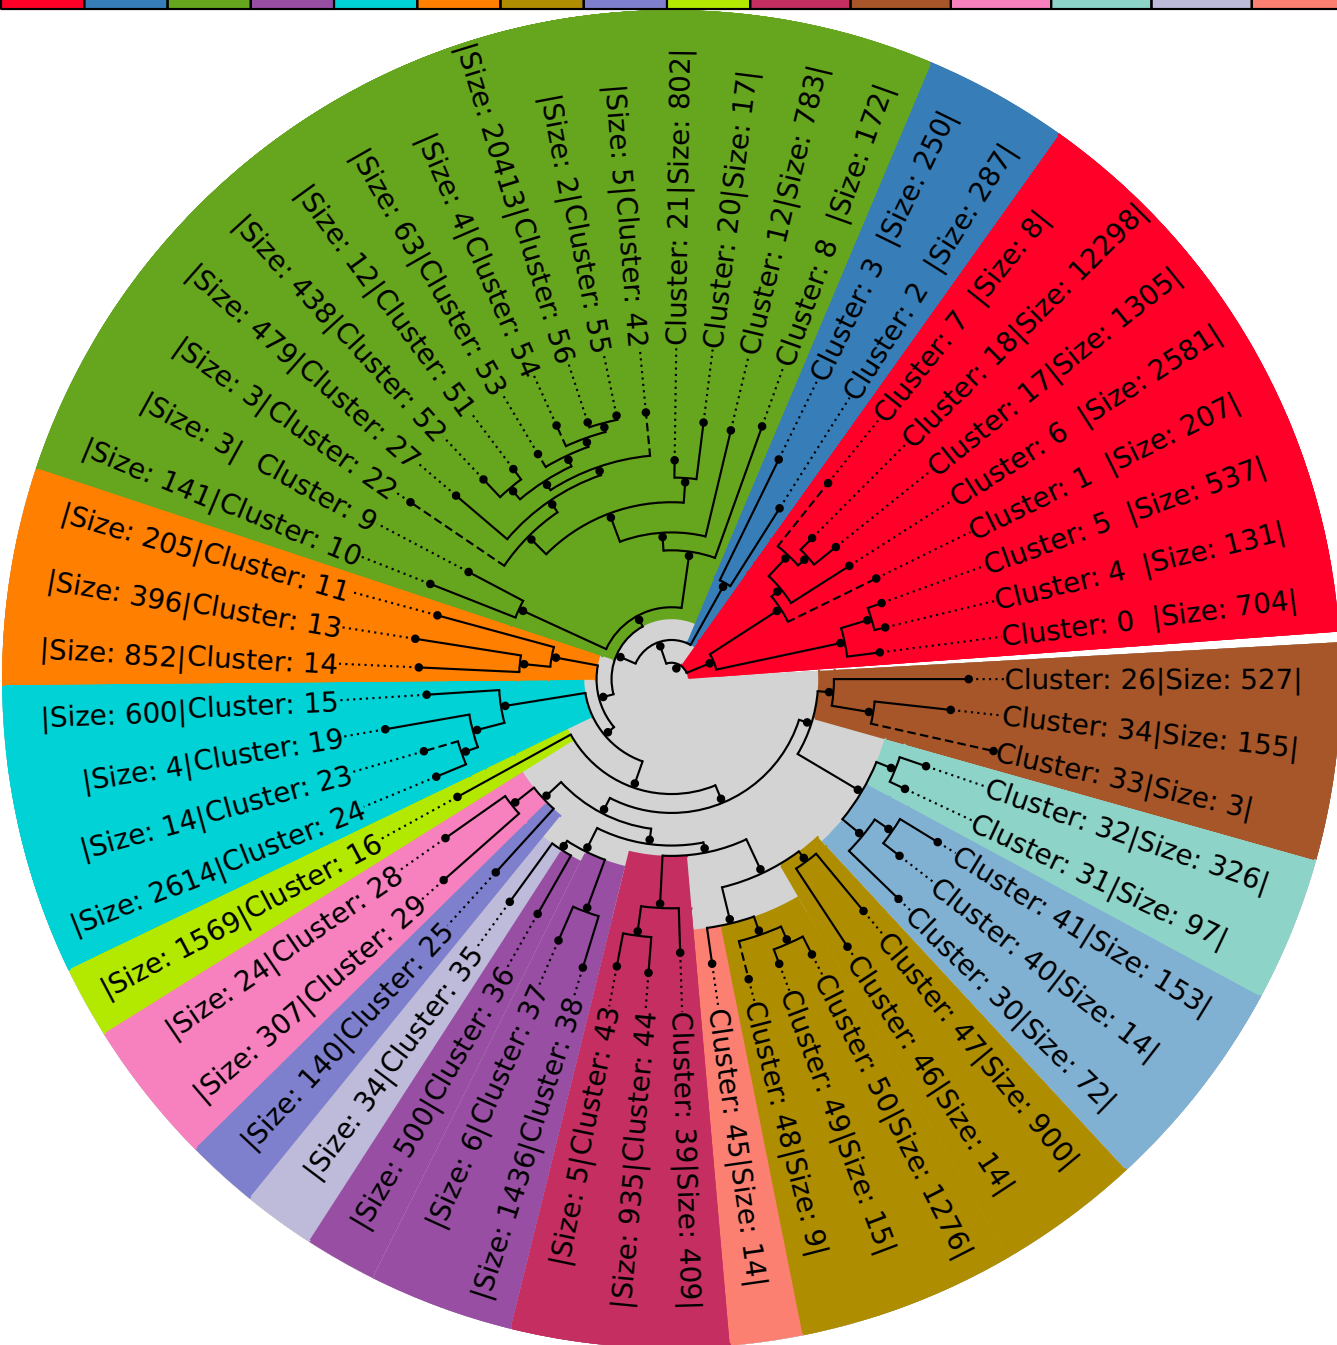 |Size: 20413|Cluster: 56
|Size: 2|Cluster: 55
|Size: 5|Cluster: 42
Cluster: 21|Size: 802|
Cluster: 20|Size: 17|
Cluster: 12|Size: 783|
Cluster: 8 |Size: 172|
Cluster: 3 |Size: 250|
Cluster: 2 |Size: 287|
Cluster: 7 |Size: 8|
Cluster: 18|Size: 12298|
Cluster: 17|Size: 1305|
Cluster: 6 |Size: 2581|
Cluster: 1 |Size: 207|
Cluster: 5 |Size: 537|
Cluster: 4 |Size: 131|
Cluster: 0 |Size: 704|
Cluster: 26|Size: 527|
Cluster: 34|Size: 155|
Cluster: 33|Size: 3|
Cluster: 32|Size: 326|
Cluster: 31|Size: 97|
Cluster: 41|Size: 153|
Cluster: 40|Size: 14|
Cluster: 30|Size: 72|
Cluster: 47|Size: 900|
Cluster: 46|Size: 14|
Cluster: 50|Size: 1276|
Cluster: 49|Size: 15|
Cluster: 48|Size: 9|
Cluster: 45|Size: 14|
Cluster: 39|Size: 409|
|Size: 935|Cluster: 44
|Size: 5|Cluster: 43
|Size: 1436|Cluster: 38
|Size: 6|Cluster: 37
|Size: 500|Cluster: 36
|Size: 34|Cluster: 35
|Size: 140|Cluster: 25
|Size: 307|Cluster: 29
|Size: 24|Cluster: 28
|Size: 1569|Cluster: 16
|Size: 2614|Cluster: 24
|Size: 14|Cluster: 23
|Size: 4|Cluster: 19
|Size: 600|Cluster: 15
|Size: 852|Cluster: 14
|Size: 396|Cluster: 13
|Size: 205|Cluster: 11
|Size: 141|Cluster: 10
|Size: 3| Cluster: 9
|Size: 3|Cluster: 22
|Size: 479|Cluster: 27
|Size: 438|Cluster: 52
|Size: 12|Cluster: 51
|Size: 63|Cluster: 53
|Size: 4|Cluster: 54